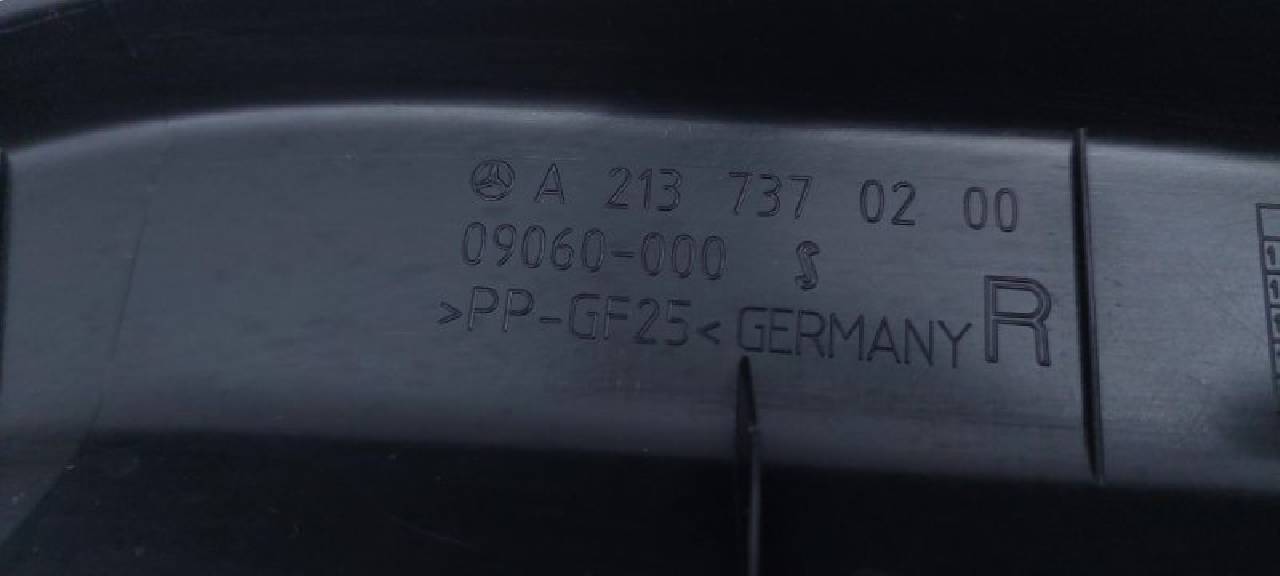 A 213 737 02 00
09060-000
>PP-GF25< GERMANY R